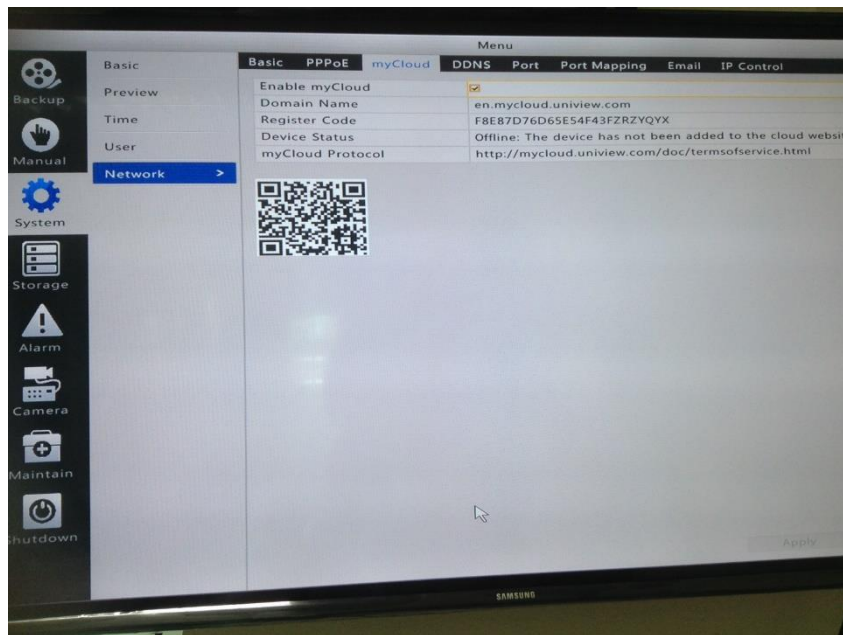 Menu
Backup
Manual
System
Storage
Alarm
Camera
Maintain
Shutdown
Basic
Preview
Time
User
Network >
Basic PPPoE myCloud DDNS Port Port Mapping Email IP Control
Enable myCloud
Domain Name en.mycloud.uniview.com
Register Code F8E87D76D65E54F43FZRZYQYX
Device Status Offline: The device has not been added to the cloud websit
myCloud Protocol http://mycloud.uniview.com/doc/termsofservice.html
Apply
SAMSUNG